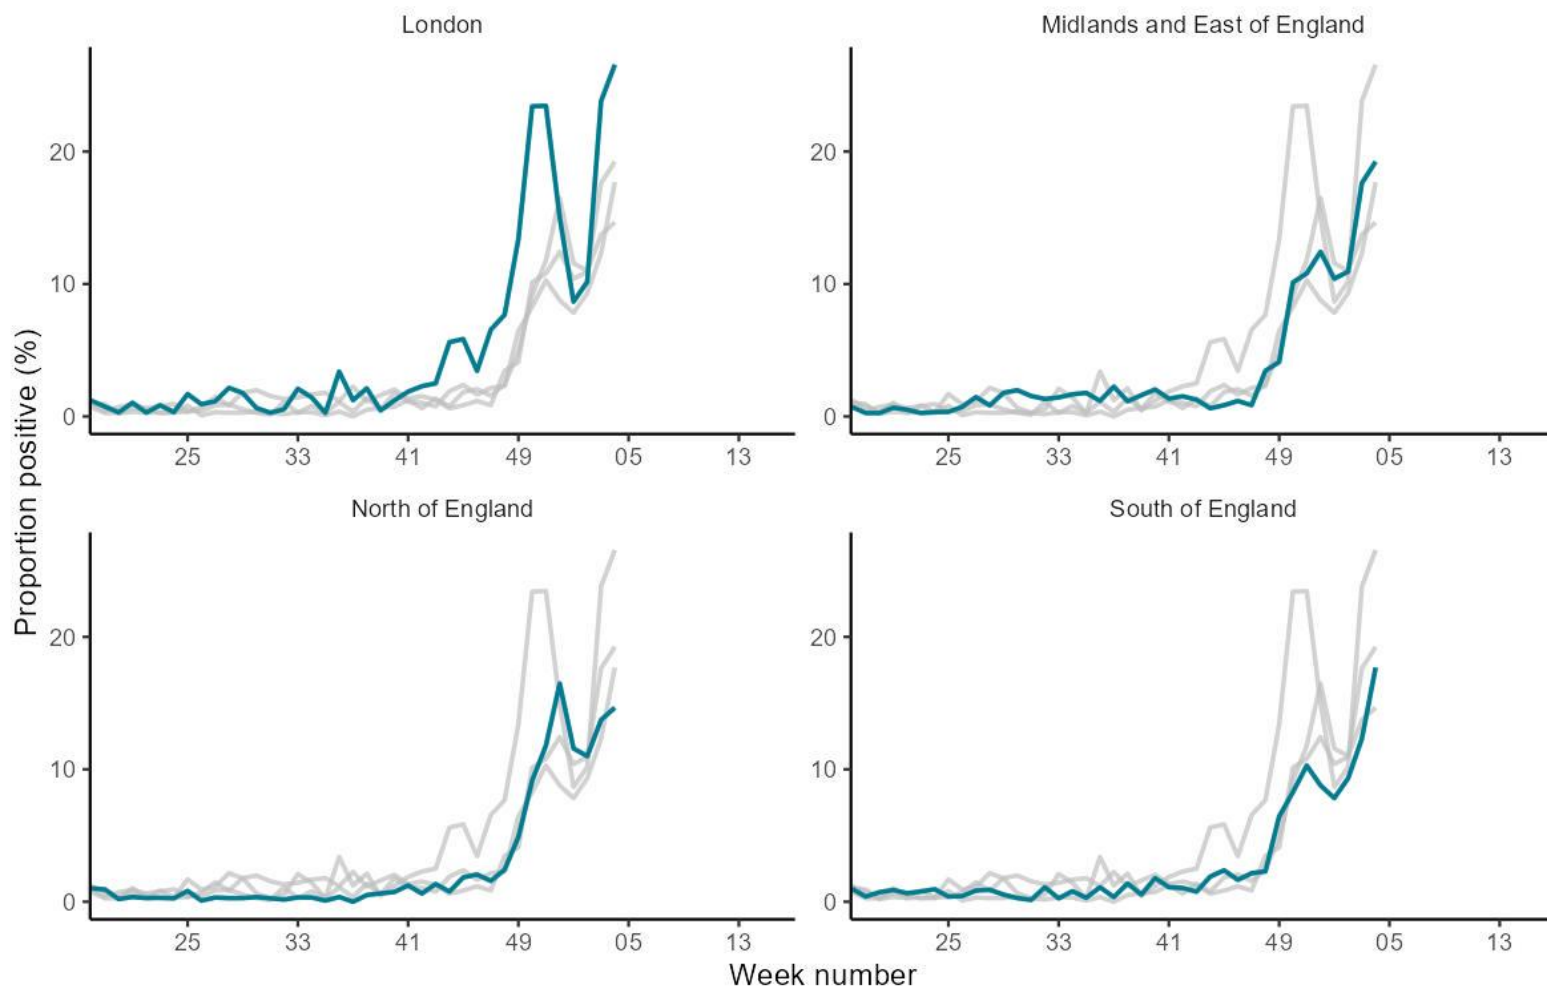 London
Midlands and East of England
20
20
10
10
0
0
25 33 41 49 05 13
25 33 41 49 05 13
North of England
South of England
20
20
10
10
0
0
25 33 41 49 05 13
25 33 41 49 05 13
Proportion positive (%)
Week number